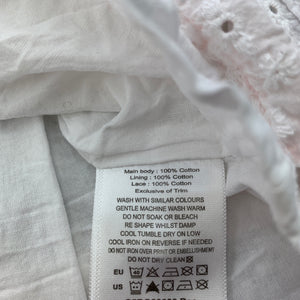 Main body : 100% Cotton
Lining : 100% Cotton
Lace : 100% Cotton
Exclusive of Trim
WASH WITH SIMILAR COLOURS
GENTLE MACHINE WASH WARM
DO NOT SOAK OR BLEACH
RE SHAPE WHILST DAMP
COOL TUMBLE DRY ON LOW
COOL IRON ON REVERSE IF NEEDED
DO NOT IRON PRINT OR EMBELLISHMENT
DO NOT DRY CLEAN
EU
US